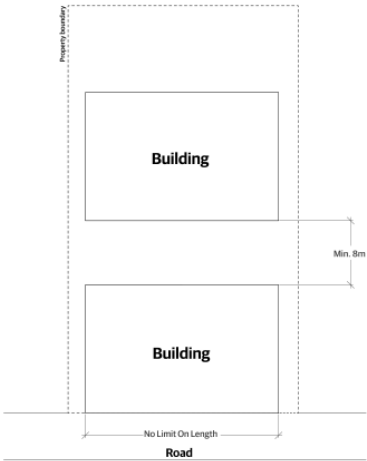 Property boundary
Building
Min. 8m
Building
No Limit On Length
Road